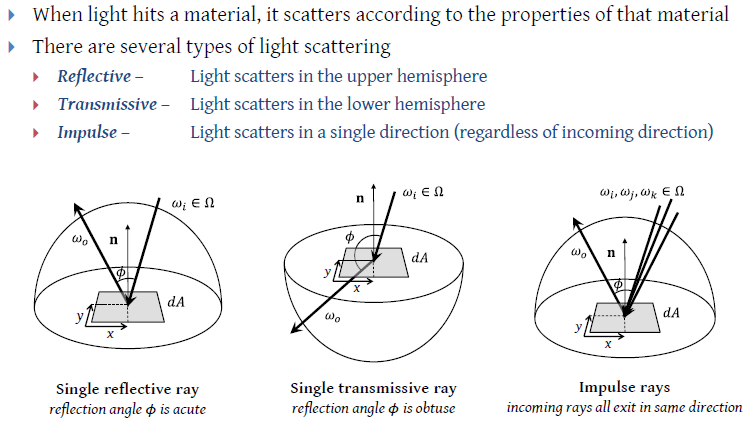 When light hits a material, it scatters according to the properties of that material
There are several types of light scattering
Reflective – Light scatters in the upper hemisphere
Transmissive – Light scatters in the lower hemisphere
Impulse – Light scatters in a single direction (regardless of incoming direction)
ωᵢ ∈ Ω
ωₒ
n
ϕ
dA
y
x
Single reflective ray
reflection angle ϕ is acute
ωᵢ ∈ Ω
n
ϕ
dA
y
x
ωₒ
Single transmissive ray
reflection angle ϕ is obtuse
ωᵢ, ωⱼ, ωₖ ∈ Ω
ωₒ
n
ϕ
dA
y
x
Impulse rays
incoming rays all exit in same direction